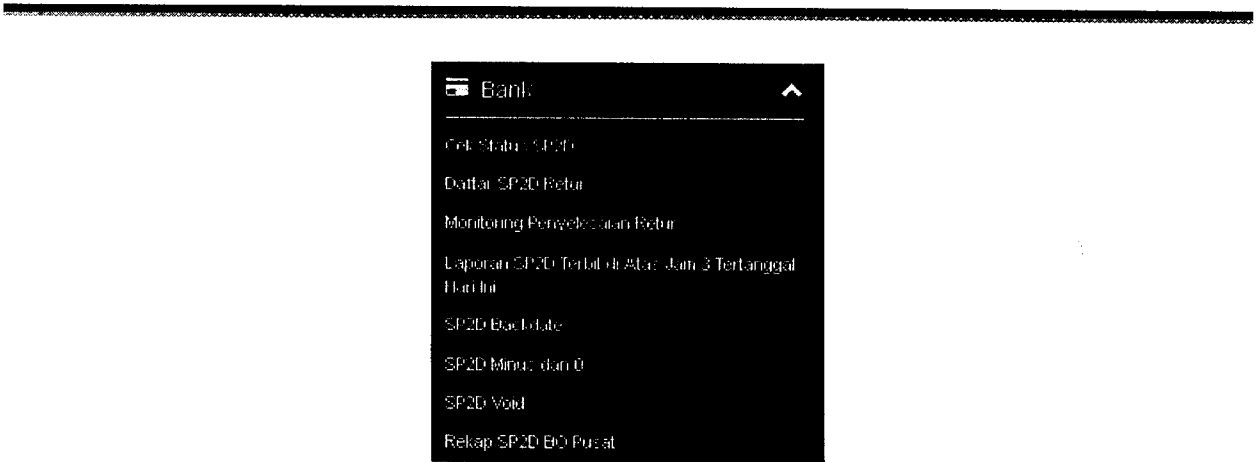 Bank
Cek Status SP2D
Daftar SP2D Retur
Monitoring Penyelesaian Retur
Laporan SP2D Terbit di Atas Jam 3 Tertanggal
Hari Ini
SP2D Backdate
SP2D Minus dan 0
SP2D Void
Rekap SP2D BO Pusat